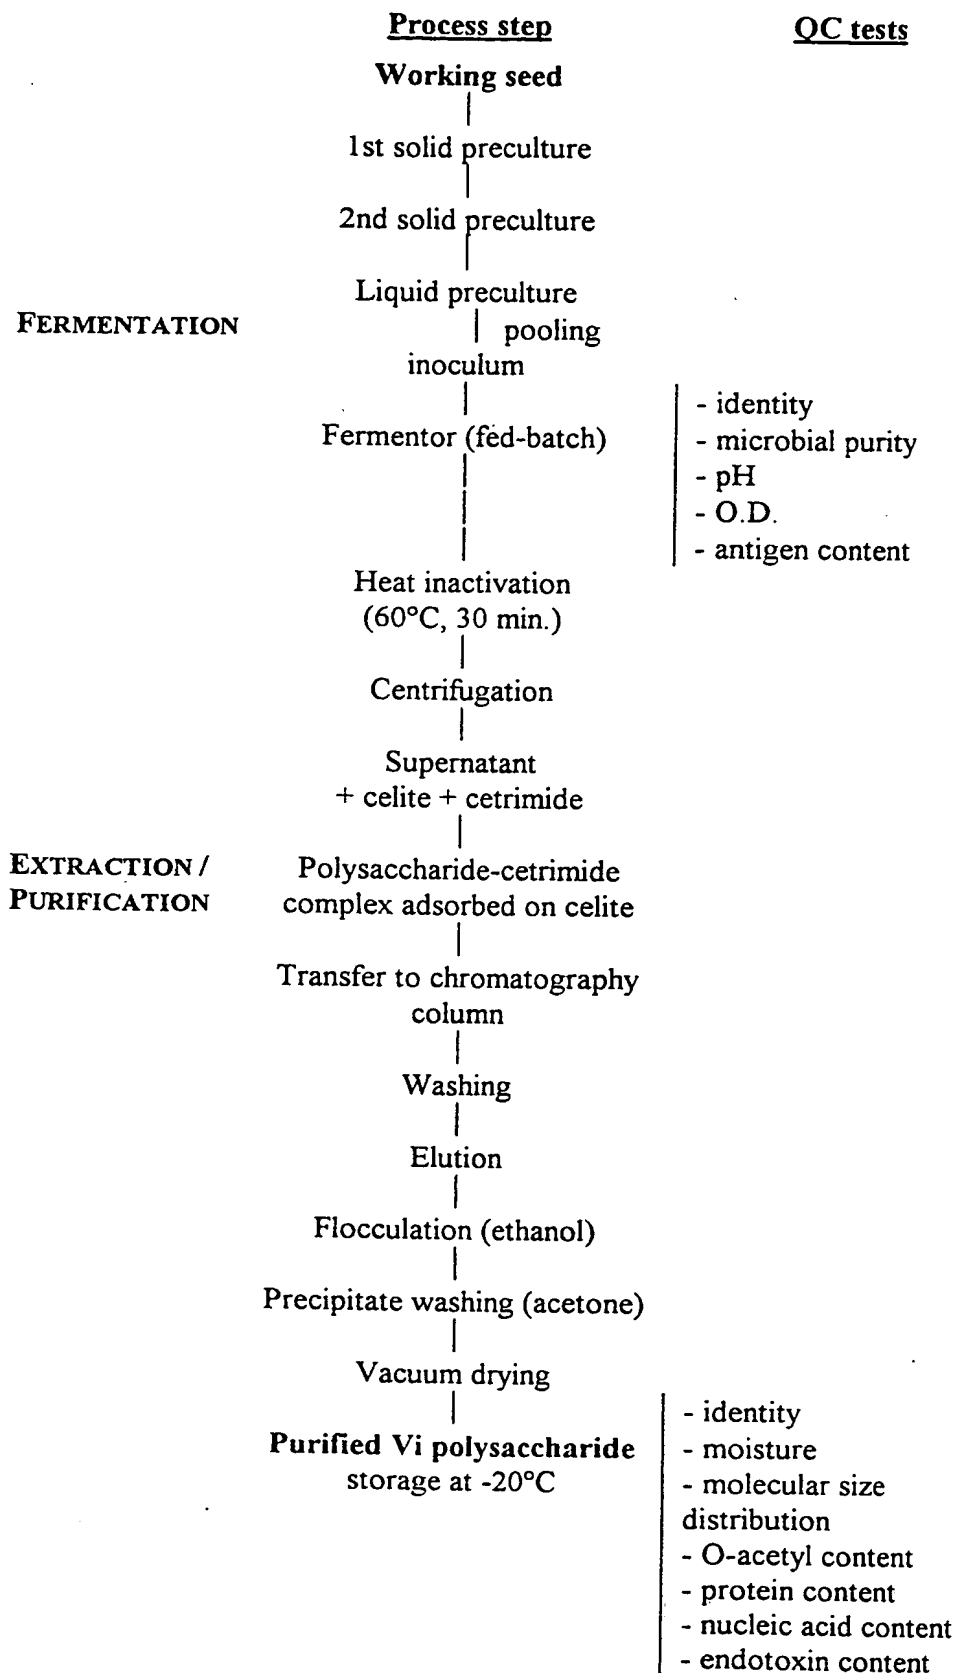 Process step
QC tests
Working seed
1st solid preculture
2nd solid preculture
Liquid preculture
FERMENTATION
pooling
inoculum
Fermentor (fed-batch)
- identity
- microbial purity
- pH
- O.D.
- antigen content
Heat inactivation
(60°C, 30 min.)
Centrifugation
Supernatant
+ celite + cetrimide
EXTRACTION /
PURIFICATION
Polysaccharide-cetrimide
complex adsorbed on celite
Transfer to chromatography
column
Washing
Elution
Flocculation (ethanol)
Precipitate washing (acetone)
Vacuum drying
Purified Vi polysaccharide
storage at -20°C
- identity
- moisture
- molecular size
distribution
- O-acetyl content
- protein content
- nucleic acid content
- endotoxin content